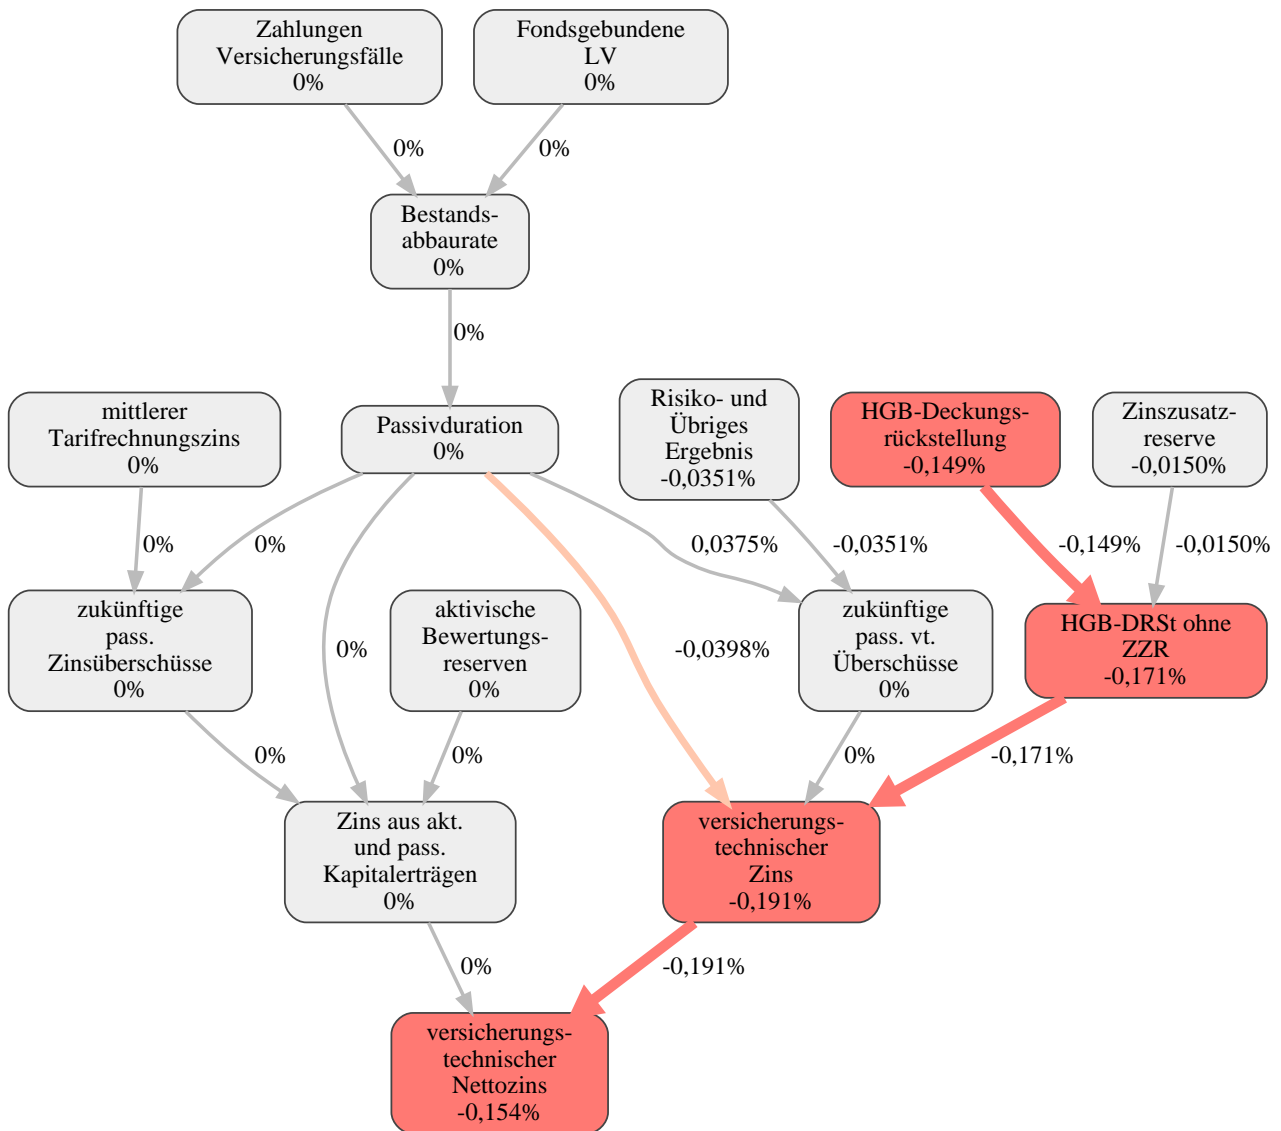 Zahlungen
Versicherungsfälle
0%
Fondsgebundene
LV
0%
0%
0%
Bestands-
abbaurate
0%
0%
mittlerer
Tarifrechnungszins
0%
Passivduration
0%
Risiko- und
Übriges
Ergebnis
-0,0351%
HGB-Deckungs-
rückstellung
-0,149%
Zinszusatz-
reserve
-0,0150%
0%
0%
0,0375%
-0,0351%
-0,149%
-0,0150%
zukünftige
pass.
Zinsüberschüsse
0%
0%
aktivische
Bewertungs-
reserven
0%
-0,0398%
zukünftige
pass. vt.
Überschüsse
0%
HGB-DRSt ohne
ZZR
-0,171%
0%
0%
0%
-0,171%
Zins aus akt.
und pass.
Kapitalerträgen
0%
versicherungs-
technischer
Zins
-0,191%
0%
-0,191%
versicherungs-
technischer
Nettozins
-0,154%